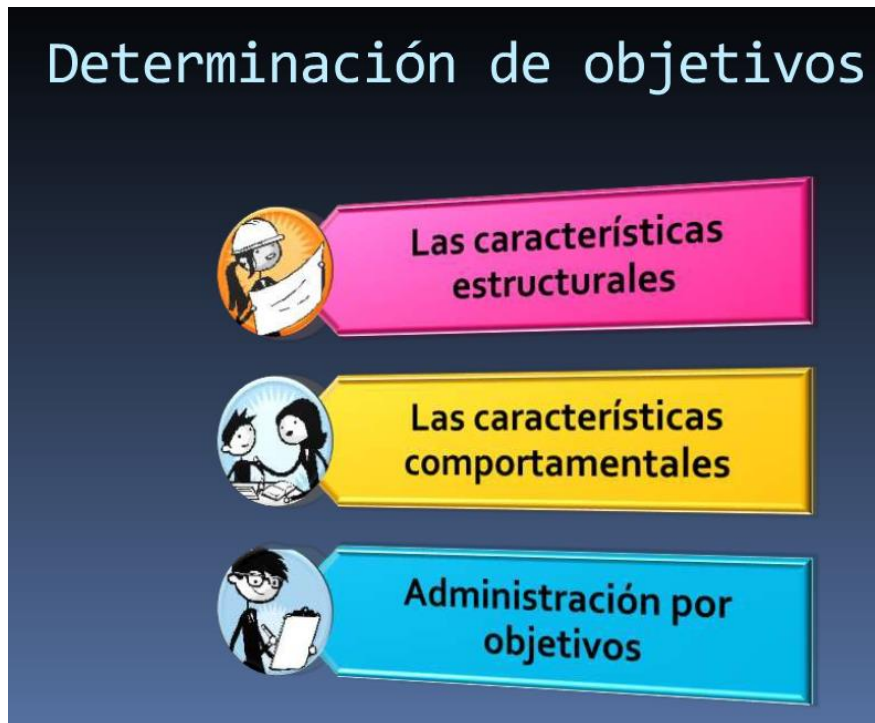 Determinación de objetivos
Las características
estructurales
Las características
comportamentales
Administración por
objetivos